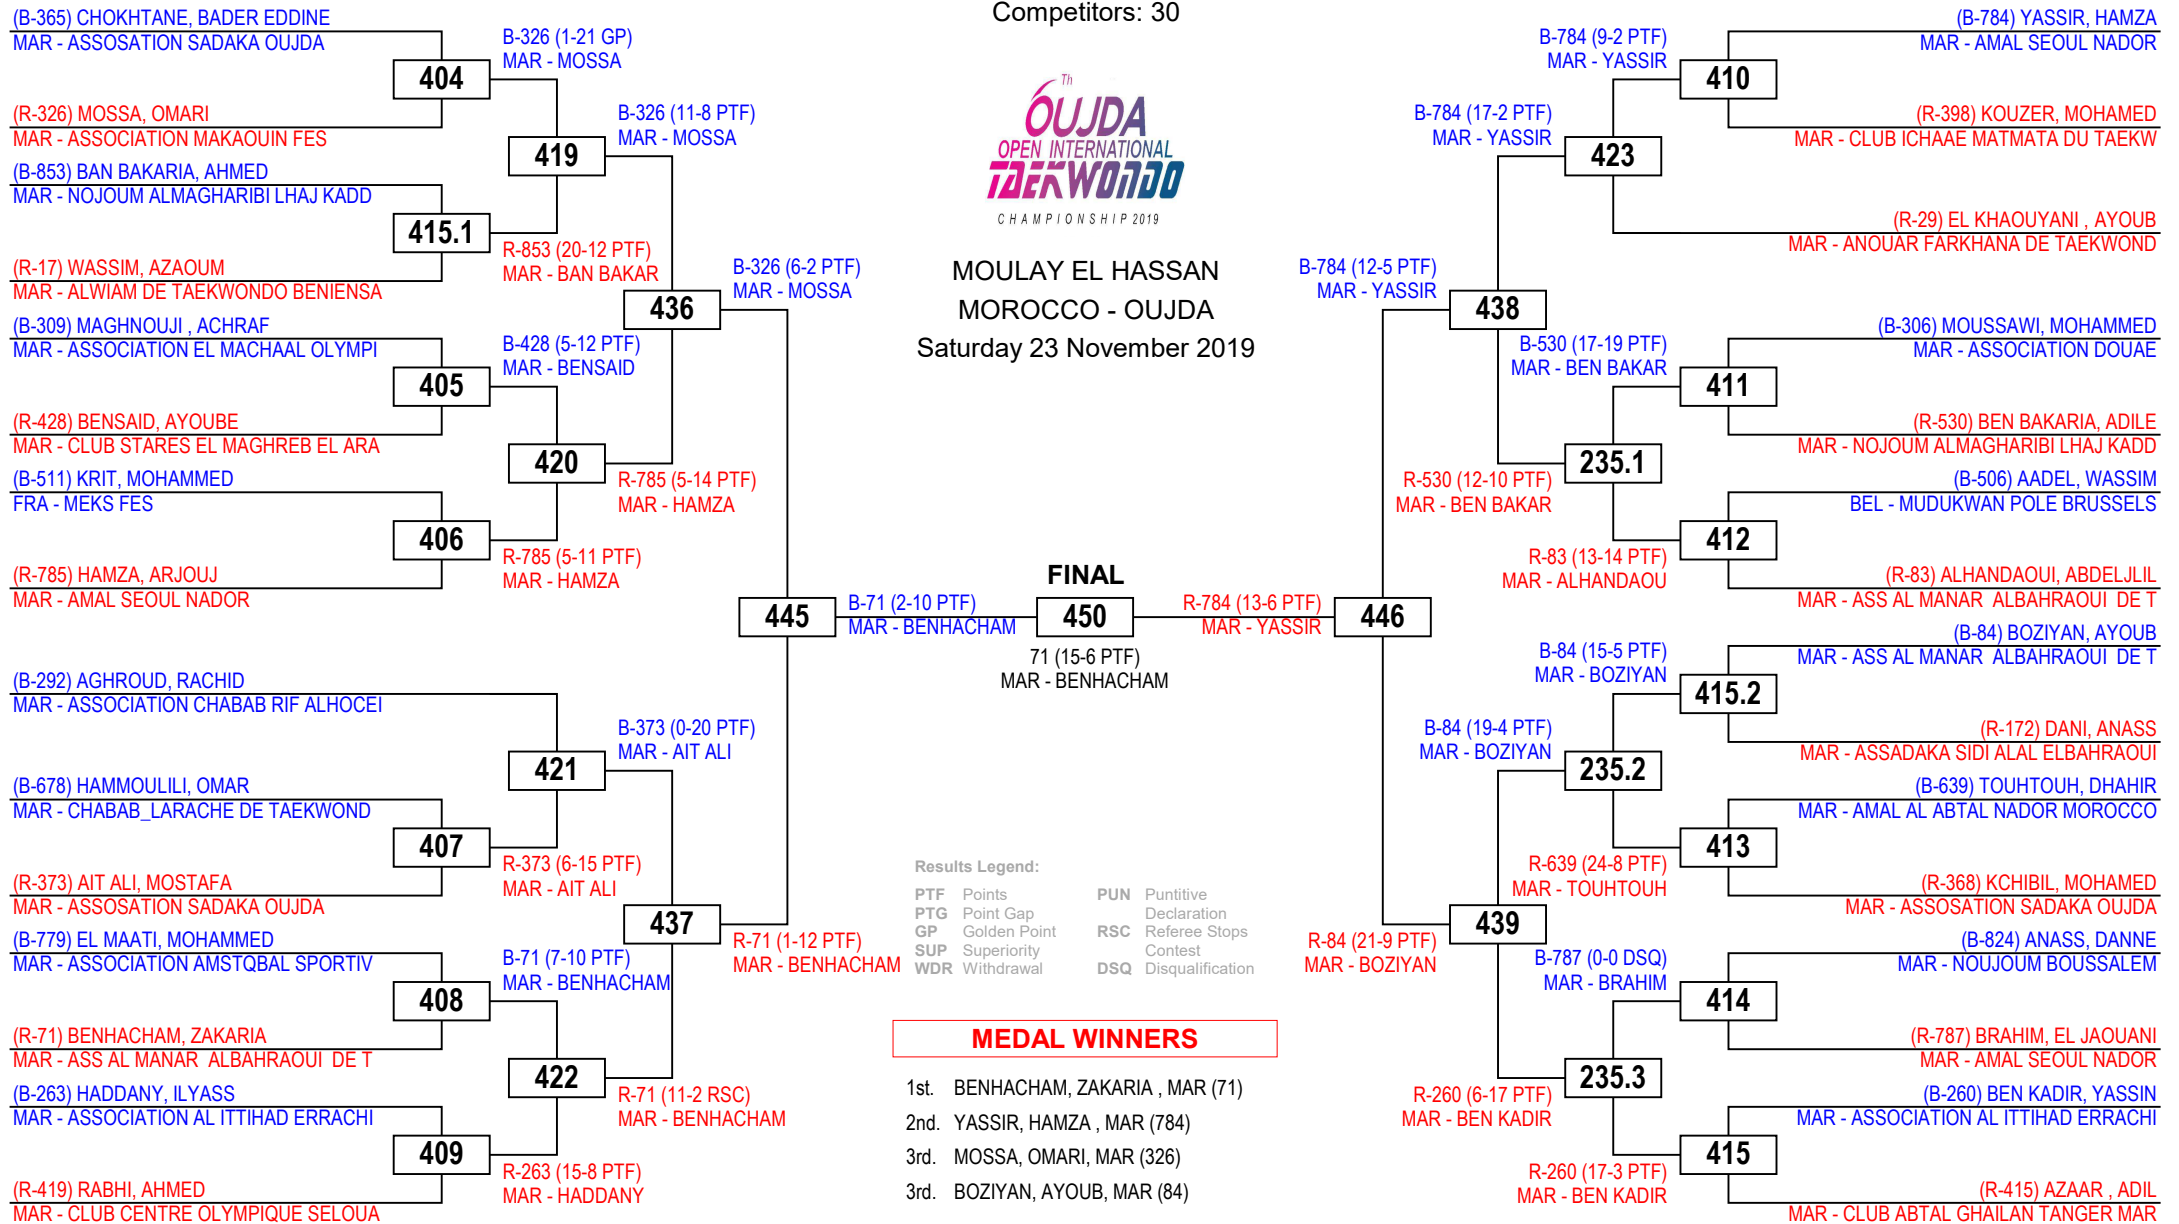 Competitors: 30
Th
6
OUJDA
OPEN INTERNATIONAL
TAEKWONDO
CHAMPIONSHIP 2019
MOULAY EL HASSAN
MOROCCO - OUJDA
Saturday 23 November 2019
(B-365) CHOKHTANE, BADER EDDINE
MAR - ASSOSATION SADAKA OUJDA
404
(R-326) MOSSA, OMARI
MAR - ASSOCIATION MAKAOUIN FES
(B-853) BAN BAKARIA, AHMED
MAR - NOJOUM ALMAGHARIBI LHAJ KADD
415.1
(R-17) WASSIM, AZAOUM
MAR - ALWIAM DE TAEKWONDO BENIENSA
(B-309) MAGHNOUJI , ACHRAF
MAR - ASSOCIATION EL MACHAAL OLYMPI
405
(R-428) BENSAID, AYOUBE
MAR - CLUB STARES EL MAGHREB EL ARA
(B-511) KRIT, MOHAMMED
FRA - MEKS FES
406
(R-785) HAMZA, ARJOUJ
MAR - AMAL SEOUL NADOR
(B-292) AGHROUD, RACHID
MAR - ASSOCIATION CHABAB RIF ALHOCEI
(B-678) HAMMOULILI, OMAR
MAR - CHABAB_LARACHE DE TAEKWOND
407
(R-373) AIT ALI, MOSTAFA
MAR - ASSOSATION SADAKA OUJDA
(B-779) EL MAATI, MOHAMMED
MAR - ASSOCIATION AMSTQBAL SPORTIV
408
(R-71) BENHACHAM, ZAKARIA
MAR - ASS AL MANAR ALBAHRAOUI DE T
(B-263) HADDANY, ILYASS
MAR - ASSOCIATION AL ITTIHAD ERRACHI
409
(R-419) RABHI, AHMED
MAR - CLUB CENTRE OLYMPIQUE SELOUA
B-326 (1-21 GP)
MAR - MOSSA
419
R-853 (20-12 PTF)
MAR - BAN BAKAR
B-428 (5-12 PTF)
MAR - BENSAID
420
R-785 (5-11 PTF)
MAR - HAMZA
421
R-373 (6-15 PTF)
MAR - AIT ALI
B-71 (7-10 PTF)
MAR - BENHACHAM
422
R-263 (15-8 PTF)
MAR - HADDANY
B-326 (11-8 PTF)
MAR - MOSSA
436
R-785 (5-14 PTF)
MAR - HAMZA
B-373 (0-20 PTF)
MAR - AIT ALI
437
R-71 (11-2 RSC)
MAR - BENHACHAM
B-326 (6-2 PTF)
MAR - MOSSA
445
R-71 (1-12 PTF)
MAR - BENHACHAM
B-71 (2-10 PTF)
MAR - BENHACHAM
FINAL
450
71 (15-6 PTF)
MAR - BENHACHAM
R-784 (13-6 PTF)
MAR - YASSIR
B-784 (12-5 PTF)
MAR - YASSIR
446
R-84 (21-9 PTF)
MAR - BOZIYAN
B-784 (17-2 PTF)
MAR - YASSIR
438
R-530 (12-10 PTF)
MAR - BEN BAKAR
B-84 (19-4 PTF)
MAR - BOZIYAN
439
R-260 (6-17 PTF)
MAR - BEN KADIR
B-784 (9-2 PTF)
MAR - YASSIR
423
B-530 (17-19 PTF)
MAR - BEN BAKAR
235.1
R-83 (13-14 PTF)
MAR - ALHANDAOU
B-84 (15-5 PTF)
MAR - BOZIYAN
235.2
R-639 (24-8 PTF)
MAR - TOUHTOUH
B-787 (0-0 DSQ)
MAR - BRAHIM
235.3
R-260 (17-3 PTF)
MAR - BEN KADIR
(B-784) YASSIR, HAMZA
MAR - AMAL SEOUL NADOR
410
(R-398) KOUZER, MOHAMED
MAR - CLUB ICHAAE MATMATA DU TAEKW
(R-29) EL KHAOUYANI , AYOUB
MAR - ANOUAR FARKHANA DE TAEKWOND
(B-306) MOUSSAWI, MOHAMMED
MAR - ASSOCIATION DOUAE
411
(R-530) BEN BAKARIA, ADILE
MAR - NOJOUM ALMAGHARIBI LHAJ KADD
(B-506) AADEL, WASSIM
BEL - MUDUKWAN POLE BRUSSELS
412
(R-83) ALHANDAOUI, ABDELJLIL
MAR - ASS AL MANAR ALBAHRAOUI DE T
(B-84) BOZIYAN, AYOUB
MAR - ASS AL MANAR ALBAHRAOUI DE T
415.2
(R-172) DANI, ANASS
MAR - ASSADAKA SIDI ALAL ELBAHRAOUI
(B-639) TOUHTOUH, DHAHIR
MAR - AMAL AL ABTAL NADOR MOROCCO
413
(R-368) KCHIBIL, MOHAMED
MAR - ASSOSATION SADAKA OUJDA
(B-824) ANASS, DANNE
MAR - NOUJOUM BOUSSALEM
414
(R-787) BRAHIM, EL JAOUANI
MAR - AMAL SEOUL NADOR
(B-260) BEN KADIR, YASSIN
MAR - ASSOCIATION AL ITTIHAD ERRACHI
415
(R-415) AZAAR , ADIL
MAR - CLUB ABTAL GHAILAN TANGER MAR
Results Legend:
PTF Points
PTG Point Gap
GP Golden Point
SUP Superiority
WDR Withdrawal
PUN Puntitive
Declaration
RSC Referee Stops
Contest
DSQ Disqualification
MEDAL WINNERS
1st. BENHACHAM, ZAKARIA , MAR (71)
2nd. YASSIR, HAMZA , MAR (784)
3rd. MOSSA, OMARI, MAR (326)
3rd. BOZIYAN, AYOUB, MAR (84)